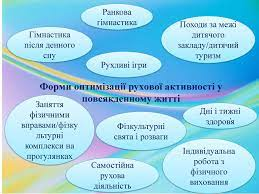 Ранкова
гімнастика
Гімнастика
після денного
сну
Походи за межі
дитячого
закладу/дитячий
туризм
Рухливі ігри
Форми оптимізації рухової активності у
повсякденному житті
Заняття
фізичними
вправами/фізку
льтурні
комплекси на
прогулянках
Фізкультурні
свята і розваги
Дні і тижні
здоровя
Самостійна
рухова
діяльність
Індивідуальна
робота з
фізичного
виховання